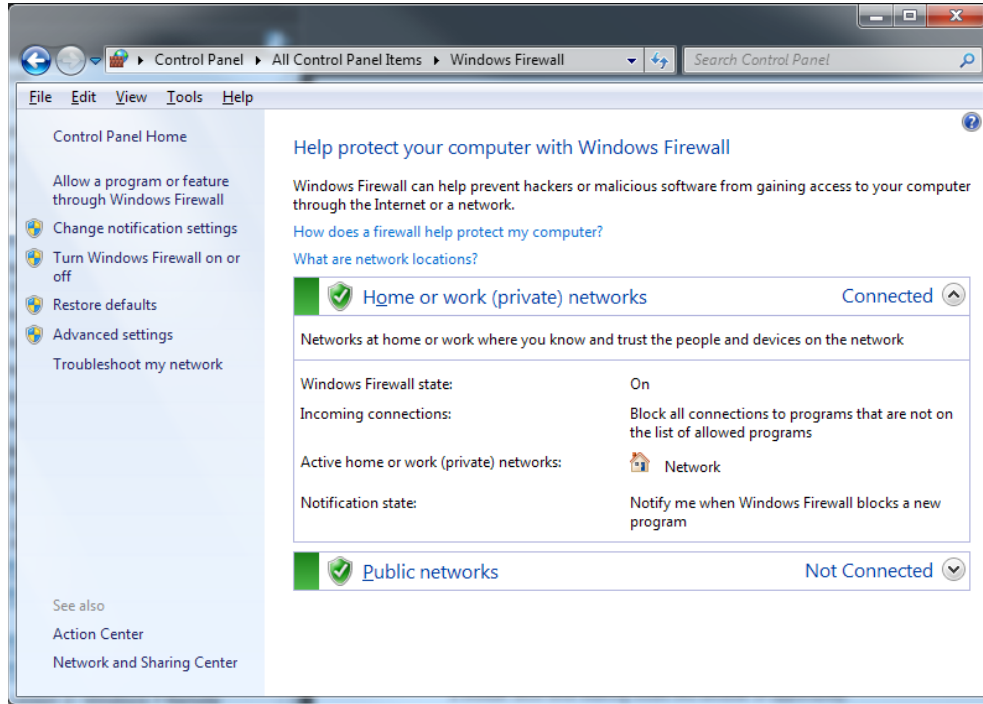 Control Panel ▸ All Control Panel Items ▸ Windows Firewall
Search Control Panel
File Edit View Tools Help
Control Panel Home
Allow a program or feature
through Windows Firewall
Change notification settings
Turn Windows Firewall on or
off
Restore defaults
Advanced settings
Troubleshoot my network
See also
Action Center
Network and Sharing Center
Help protect your computer with Windows Firewall
Windows Firewall can help prevent hackers or malicious software from gaining access to your computer
through the Internet or a network.
How does a firewall help protect my computer?
What are network locations?
Home or work (private) networks Connected
Networks at home or work where you know and trust the people and devices on the network
Windows Firewall state: On
Incoming connections: Block all connections to programs that are not on
the list of allowed programs
Active home or work (private) networks: Network
Notification state: Notify me when Windows Firewall blocks a new
program
Public networks Not Connected